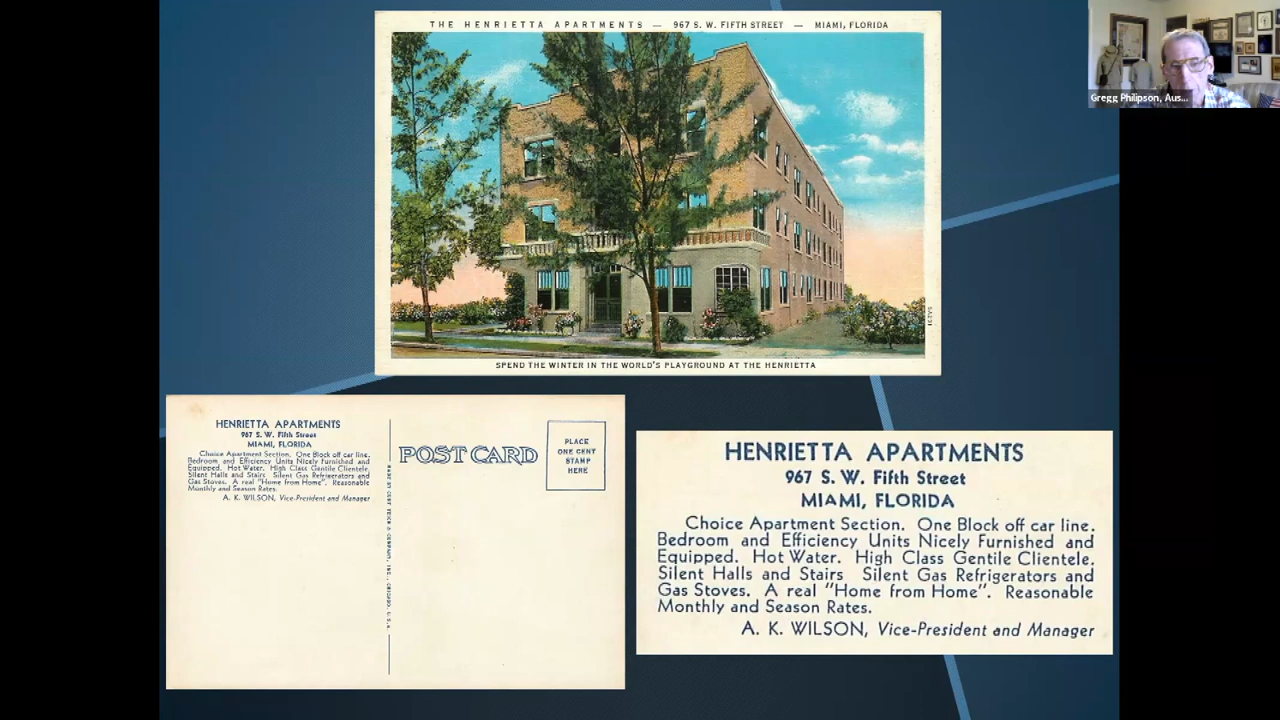 THE HENRIETTA APARTMENTS — 967 S. W. FIFTH STREET — MIAMI, FLORIDA
SPEND THE WINTER IN THE WORLD'S PLAYGROUND AT THE HENRIETTA
Gregg Philipson, Aus...
HENRIETTA APARTMENTS
967 S. W. Fifth Street
MIAMI, FLORIDA
Choice Apartment Section. One Block off car line.
Bedroom and Efficiency Units Nicely Furnished and
Equipped. Hot Water. High Class Gentile Clientele.
Silent Halls and Stairs Silent Gas Refrigerators and
Gas Stoves. A real "Home from Home". Reasonable
Monthly and Season Rates.
A. K. WILSON, Vice-President and Manager
POST CARD
PLACE
ONE CENT
STAMP
HERE
HENRIETTA APARTMENTS
967 S. W. Fifth Street
MIAMI, FLORIDA
Choice Apartment Section. One Block off car line.
Bedroom and Efficiency Units Nicely Furnished and
Equipped. Hot Water. High Class Gentile Clientele.
Silent Halls and Stairs Silent Gas Refrigerators and
Gas Stoves. A real "Home from Home". Reasonable
Monthly and Season Rates.
A. K. WILSON, Vice-President and Manager